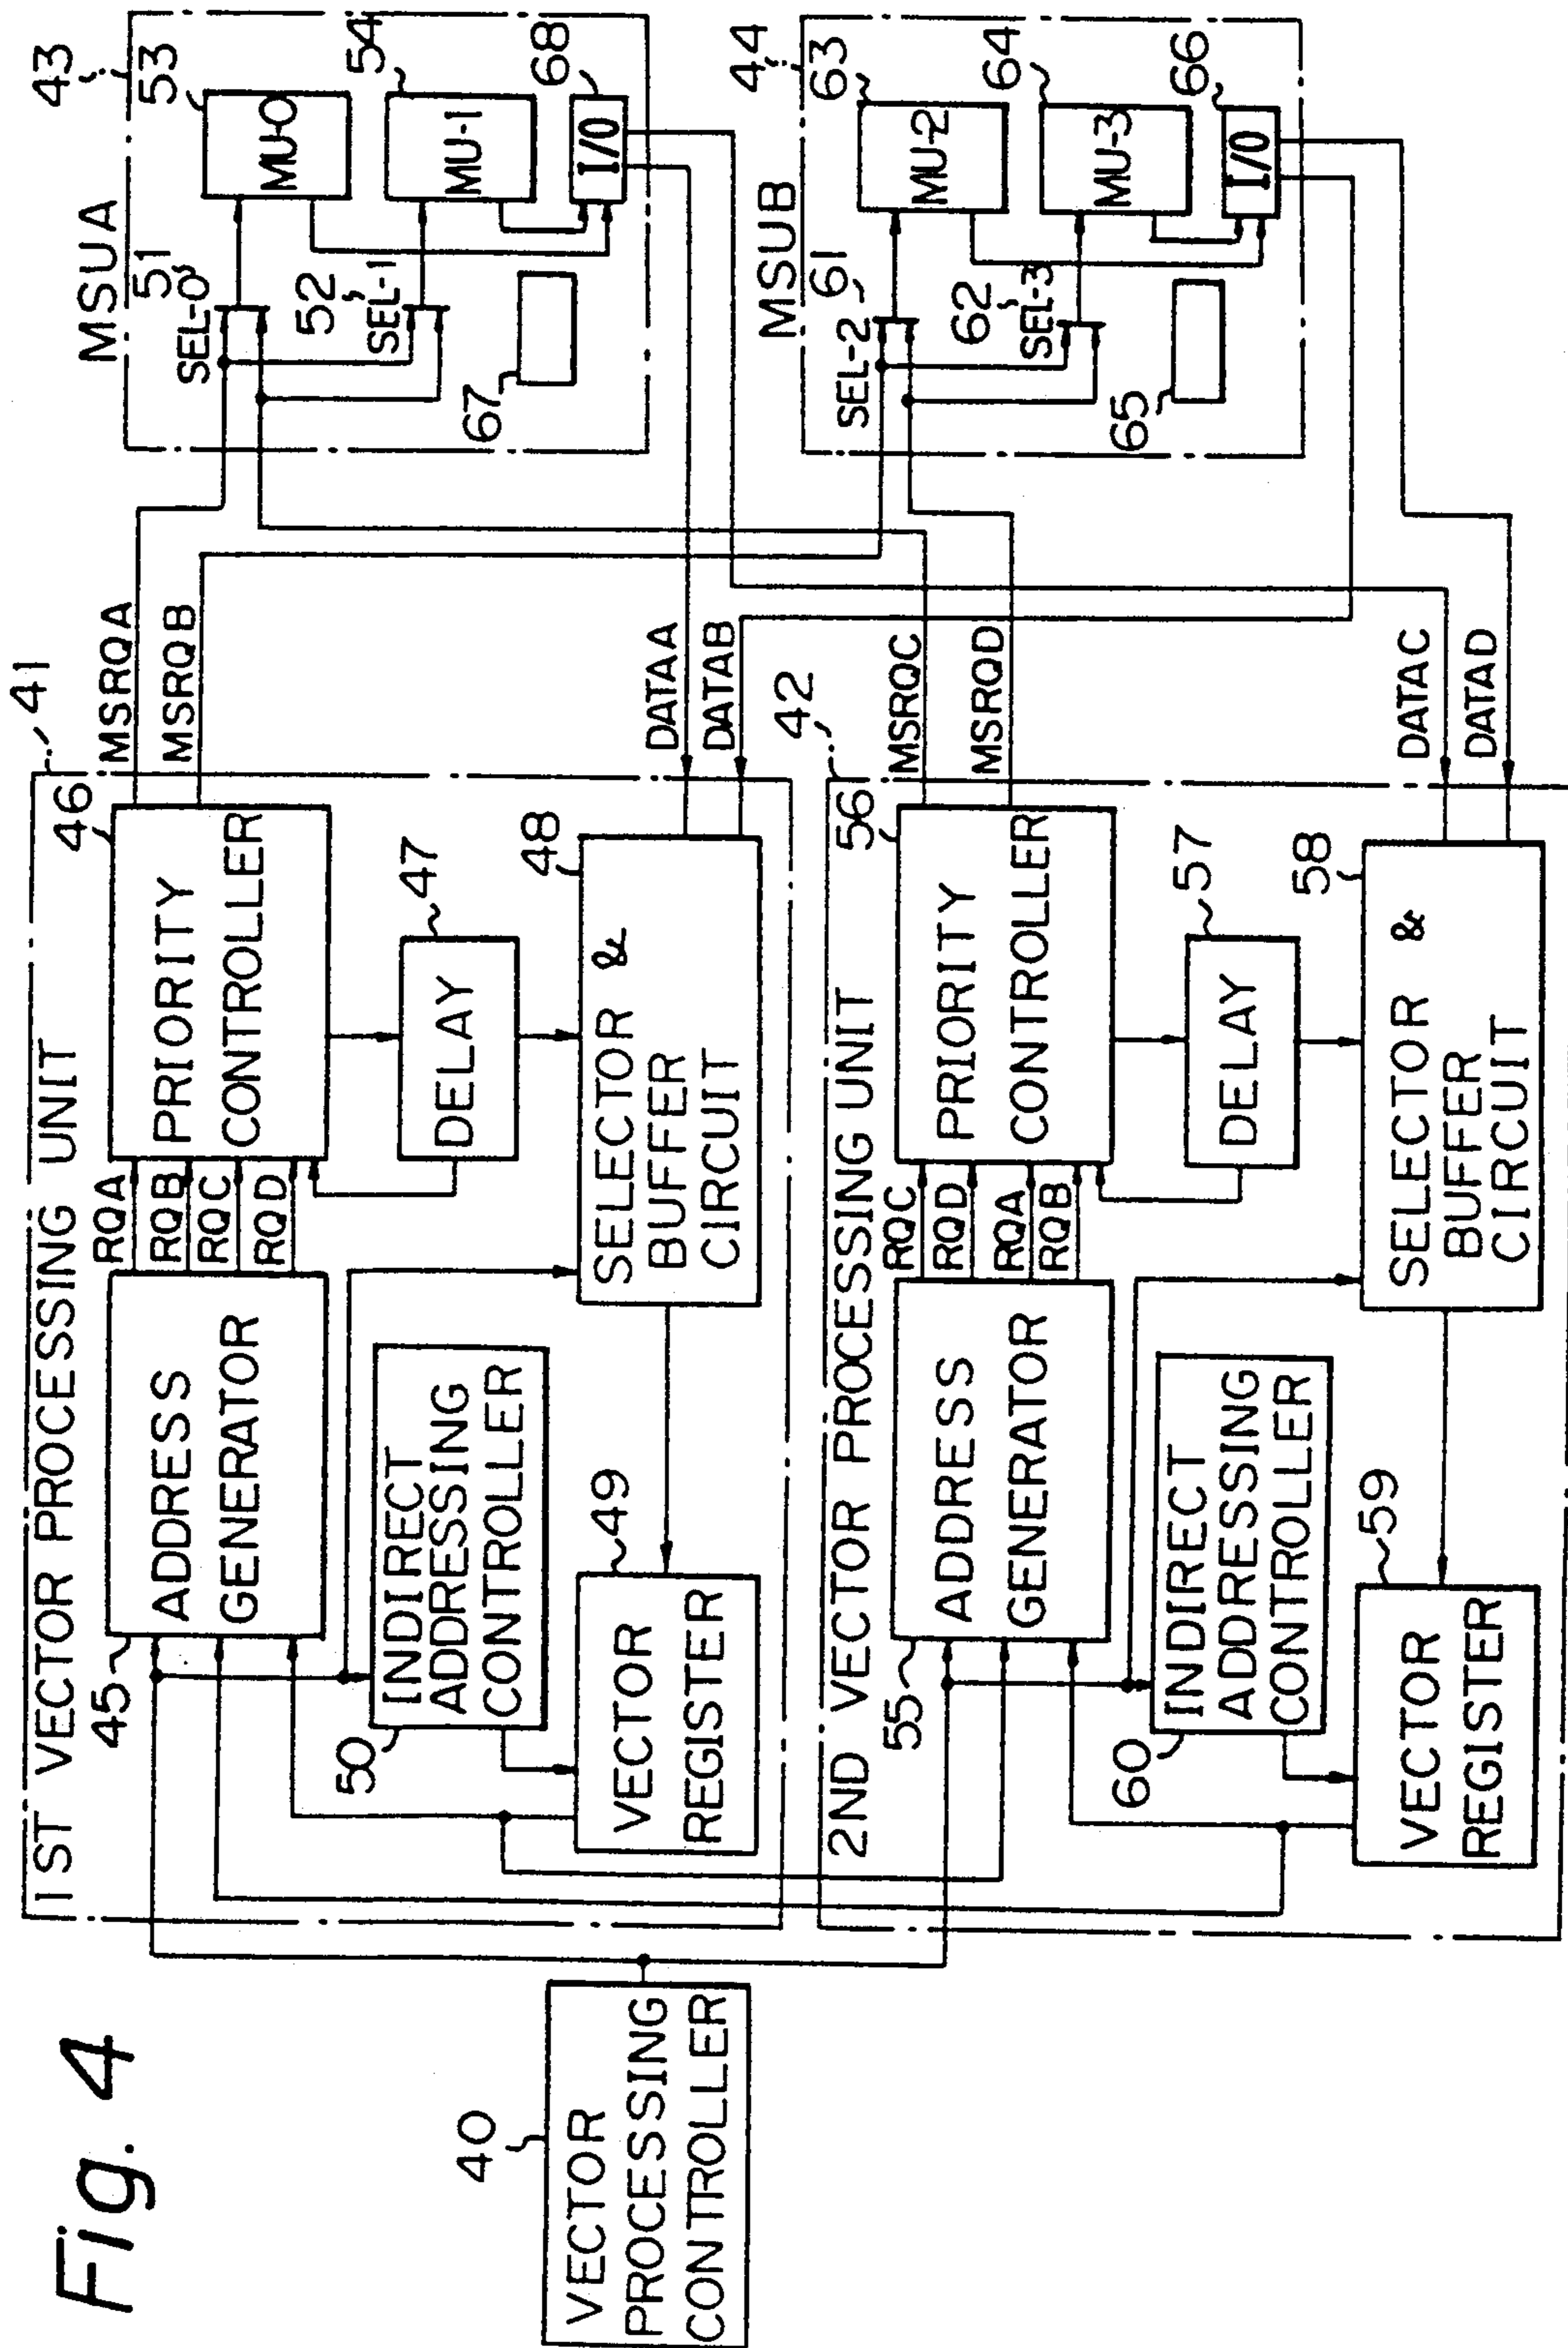 Fig. 4
40
VECTOR
PROCESSING
CONTROLLER
1ST VECTOR PROCESSING UNIT
41
45
ADDRESS
GENERATOR
RQA
RQB
RQC
RQD
46
PRIORITY
CONTROLLER
MSRQA
MSRQB
50
INDIRECT
ADDRESSING
CONTROLLER
47
DELAY
49
VECTOR
REGISTER
48
SELECTOR &
BUFFER
CIRCUIT
DATAA
DATAB
2ND VECTOR PROCESSING UNIT
42
55
ADDRESS
GENERATOR
RQC
RQD
RQA
RQB
56
PRIORITY
CONTROLLER
MSRQC
MSRQD
60
INDIRECT
ADDRESSING
CONTROLLER
57
DELAY
59
VECTOR
REGISTER
58
SELECTOR &
BUFFER
CIRCUIT
DATAC
DATAD
MSUA
43
51
SEL-0
53
MU-0
52
SEL-1
54
MU-1
67
68
I/O
MSUB
44
61
SEL-2
63
MU-2
62
SEL-3
64
MU-3
65
66
I/O